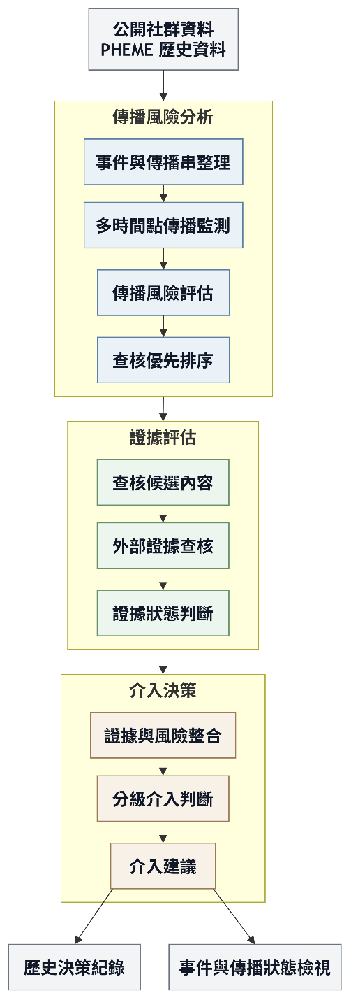 公開社群資料
PHEME 歷史資料
傳播風險分析
事件與傳播串整理
多時間點傳播監測
傳播風險評估
查核優先排序
證據評估
查核候選內容
外部證據查核
證據狀態判斷
介入決策
證據與風險整合
分級介入判斷
介入建議
歷史決策紀錄
事件與傳播狀態檢視